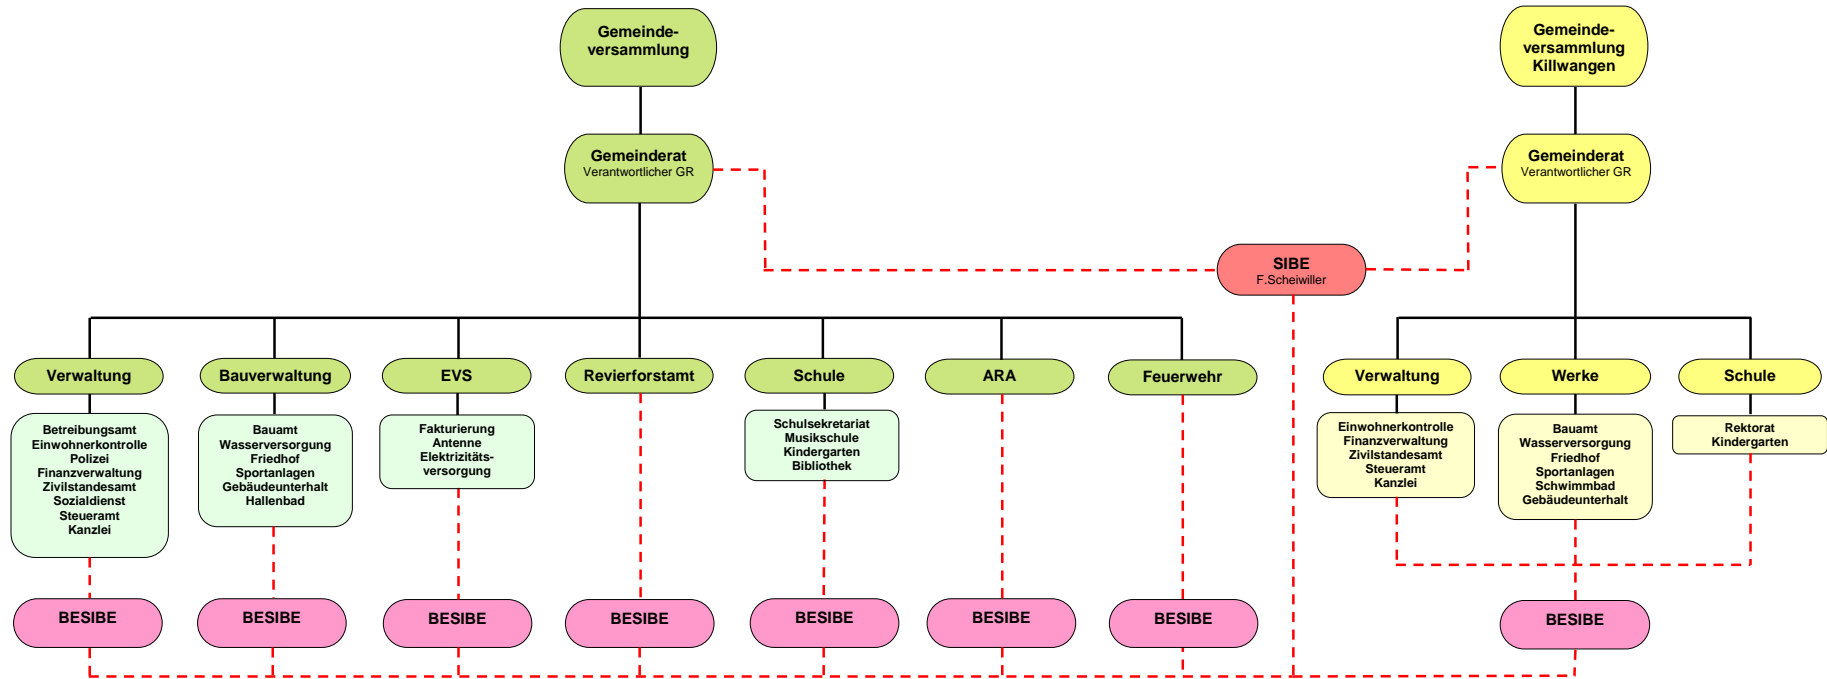 Gemeinde-
versammlung
Gemeinde-
versammlung
Killwangen
Gemeinderat
Verantwortlicher GR
Gemeinderat
Verantwortlicher GR
SIBE
F.Scheiwiller
Verwaltung
Bauverwaltung
EVS
Revierforstamt
Schule
ARA
Feuerwehr
Verwaltung
Werke
Schule
Betreibungsamt
Einwohnerkontrolle
Polizei
Finanzverwaltung
Zivilstandesamt
Sozialdienst
Steueramt
Kanzlei
Bauamt
Wasserversorgung
Friedhof
Sportanlagen
Gebäudeunterhalt
Hallenbad
Fakturierung
Antenne
Elektrizitäts-
versorgung
Schulsekretariat
Musikschule
Kindergarten
Bibliothek
Einwohnerkontrolle
Finanzverwaltung
Zivilstandesamt
Steueramt
Kanzlei
Bauamt
Wasserversorgung
Friedhof
Sportanlagen
Schwimmbad
Gebäudeunterhalt
Rektorat
Kindergarten
BESIBE
BESIBE
BESIBE
BESIBE
BESIBE
BESIBE
BESIBE
BESIBE